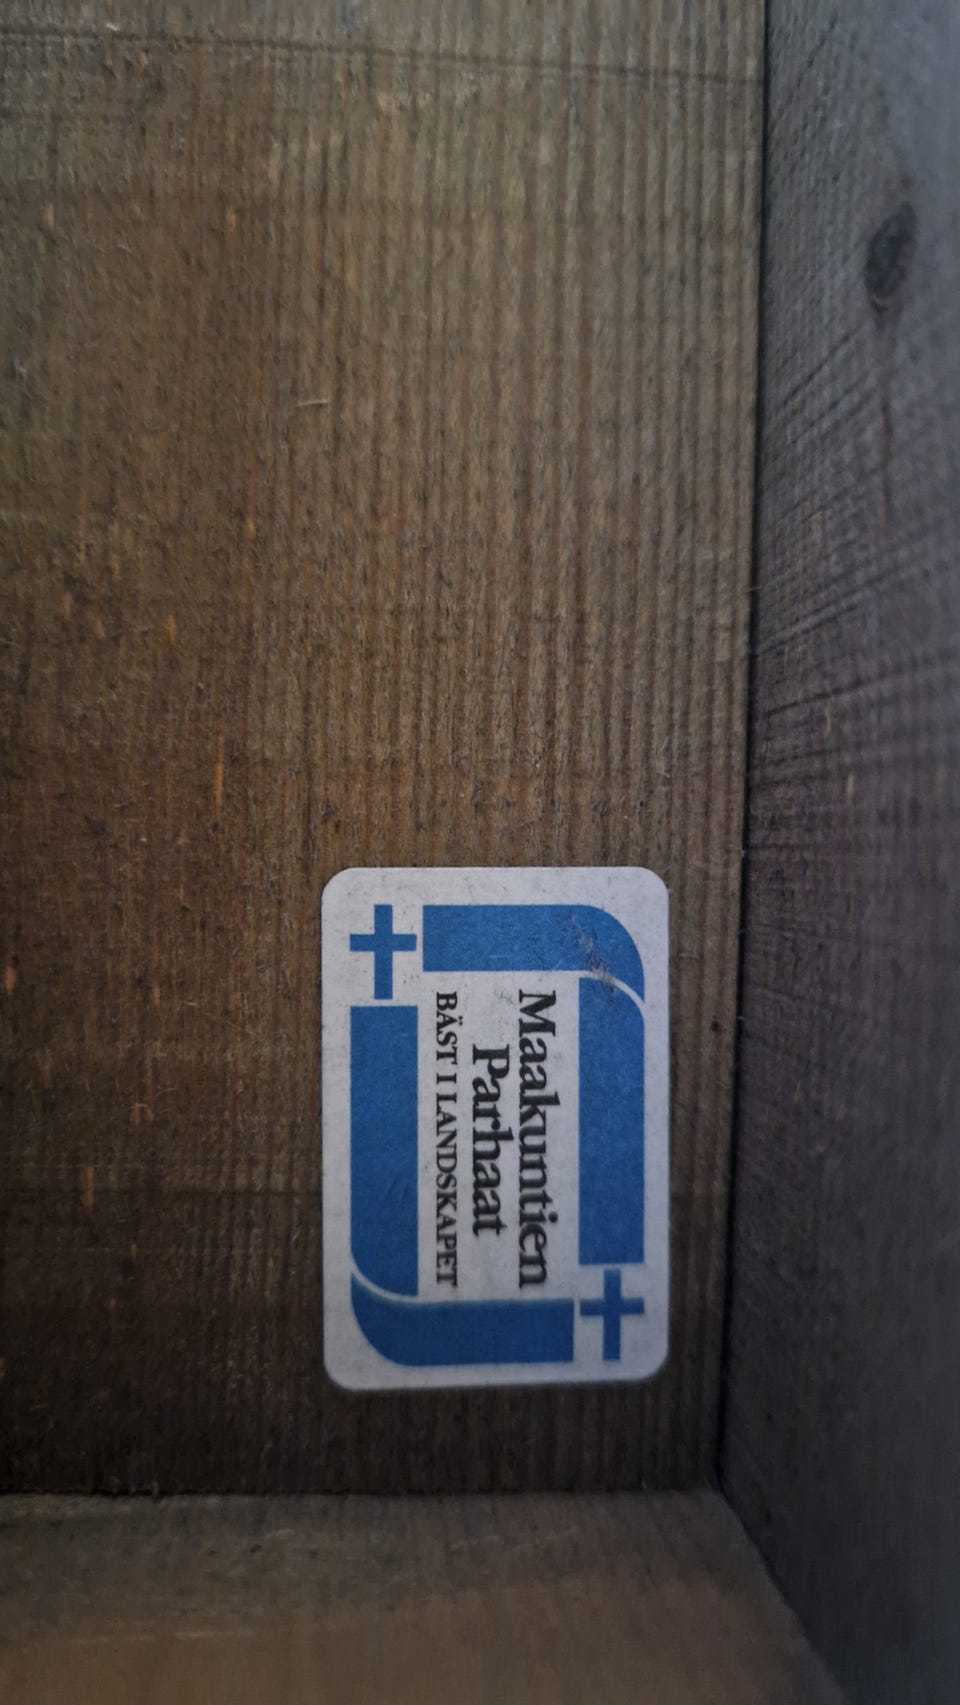 Maakuntien
Parhaat
BÄST I LANDSKAPET